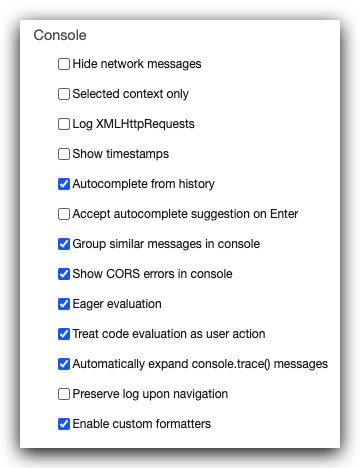 Console
Hide network messages
Selected context only
Log XMLHttpRequests
Show timestamps
Autocomplete from history
Accept autocomplete suggestion on Enter
Group similar messages in console
Show CORS errors in console
Eager evaluation
Treat code evaluation as user action
Automatically expand console.trace() messages
Preserve log upon navigation
Enable custom formatters